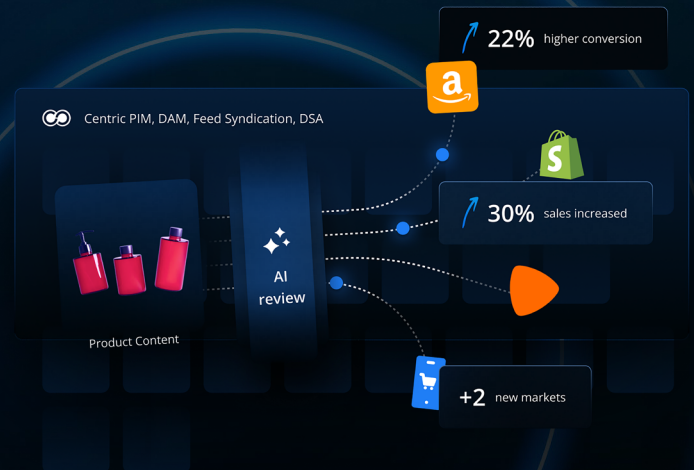 22% higher conversion
a
Centric PIM, DAM, Feed Syndication, DSA
S
30% sales increased
AI
review
Product Content
+2 new markets